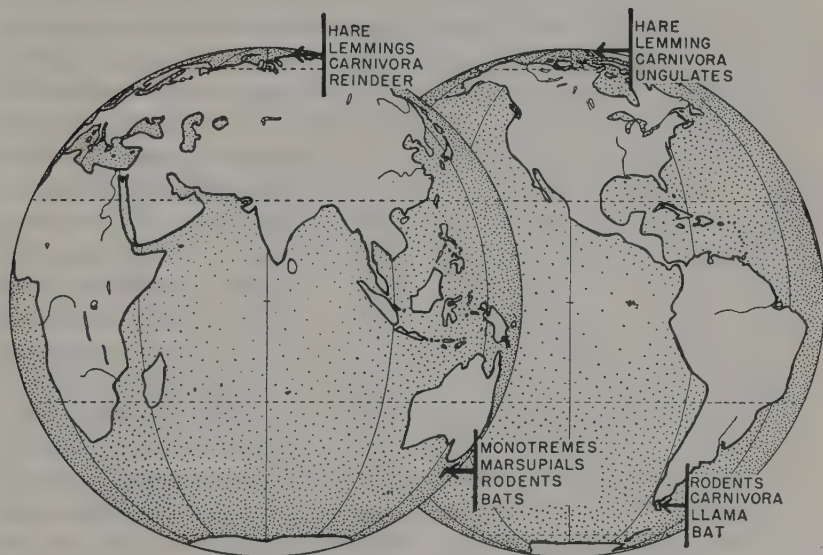 HARE
LEMMINGS
CARNIVORA
REINDEER
HARE
LEMMING
CARNIVORA
UNGULATES
MONOTREMES
MARSUPIALS
RODENTS
BATS
RODENTS
CARNIVORA
LLAMA
BAT